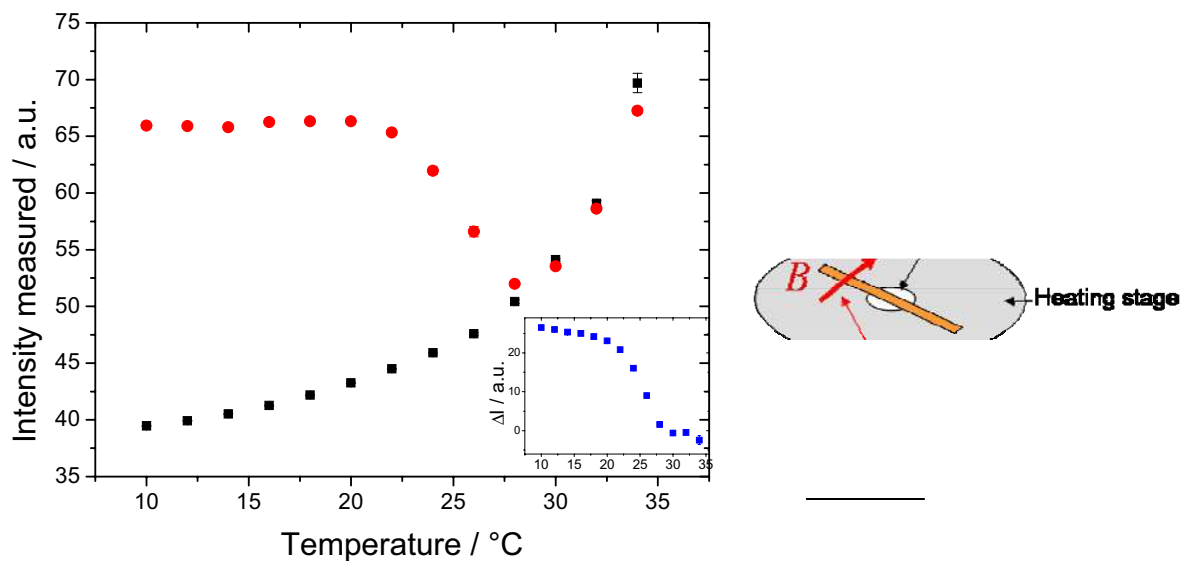 75
70
65
60
55
50
45
40
35
Intensity measured / a.u.
10 15 20 25 30 35
Temperature / °C
20
10
0
ΔI / a.u.
10 15 20 25 30 35
B
Heating stage